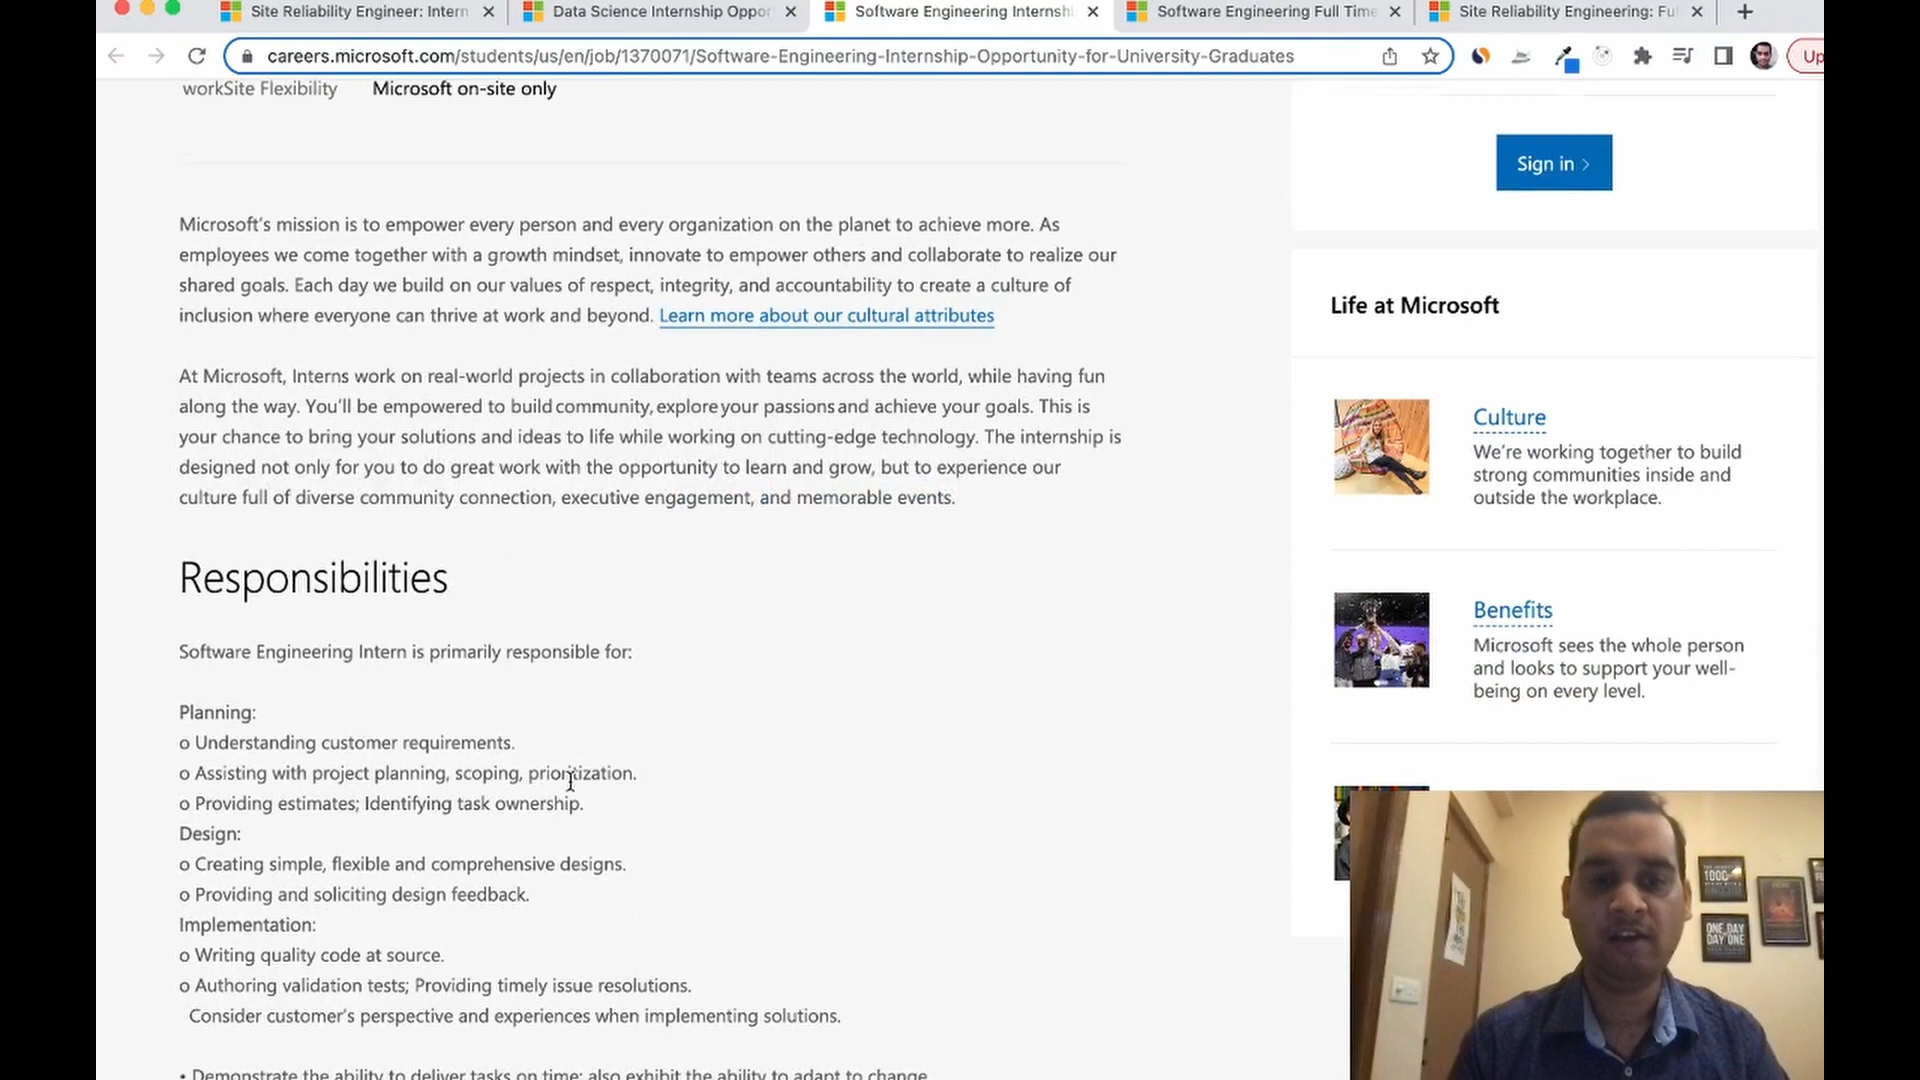 Site Reliability Engineer: Intern
Data Science Internship Oppor
Software Engineering Internshi
Software Engineering Full Time
Site Reliability Engineering: Ful
careers.microsoft.com/students/us/en/job/1370071/Software-Engineering-Internship-Opportunity-for-University-Graduates
Up
workSite Flexibility Microsoft on-site only
Sign in
Microsoft's mission is to empower every person and every organization on the planet to achieve more. As
employees we come together with a growth mindset, innovate to empower others and collaborate to realize our
shared goals. Each day we build on our values of respect, integrity, and accountability to create a culture of
inclusion where everyone can thrive at work and beyond. Learn more about our cultural attributes
At Microsoft, Interns work on real-world projects in collaboration with teams across the world, while having fun
along the way. You'll be empowered to build community, explore your passions and achieve your goals. This is
your chance to bring your solutions and ideas to life while working on cutting-edge technology. The internship is
designed not only for you to do great work with the opportunity to learn and grow, but to experience our
culture full of diverse community connection, executive engagement, and memorable events.
Responsibilities
Software Engineering Intern is primarily responsible for:
Planning:
o Understanding customer requirements.
o Assisting with project planning, scoping, prioritization.
o Providing estimates; Identifying task ownership.
Design:
o Creating simple, flexible and comprehensive designs.
o Providing and soliciting design feedback.
Implementation:
o Writing quality code at source.
o Authoring validation tests; Providing timely issue resolutions.
Consider customer's perspective and experiences when implementing solutions.
• Demonstrate the ability to deliver tasks on time; also exhibit the ability to adapt to change
Life at Microsoft
Culture
We're working together to build
strong communities inside and
outside the workplace.
Benefits
Microsoft sees the whole person
and looks to support your well-
being on every level.
ONE DAY
DAY ONE